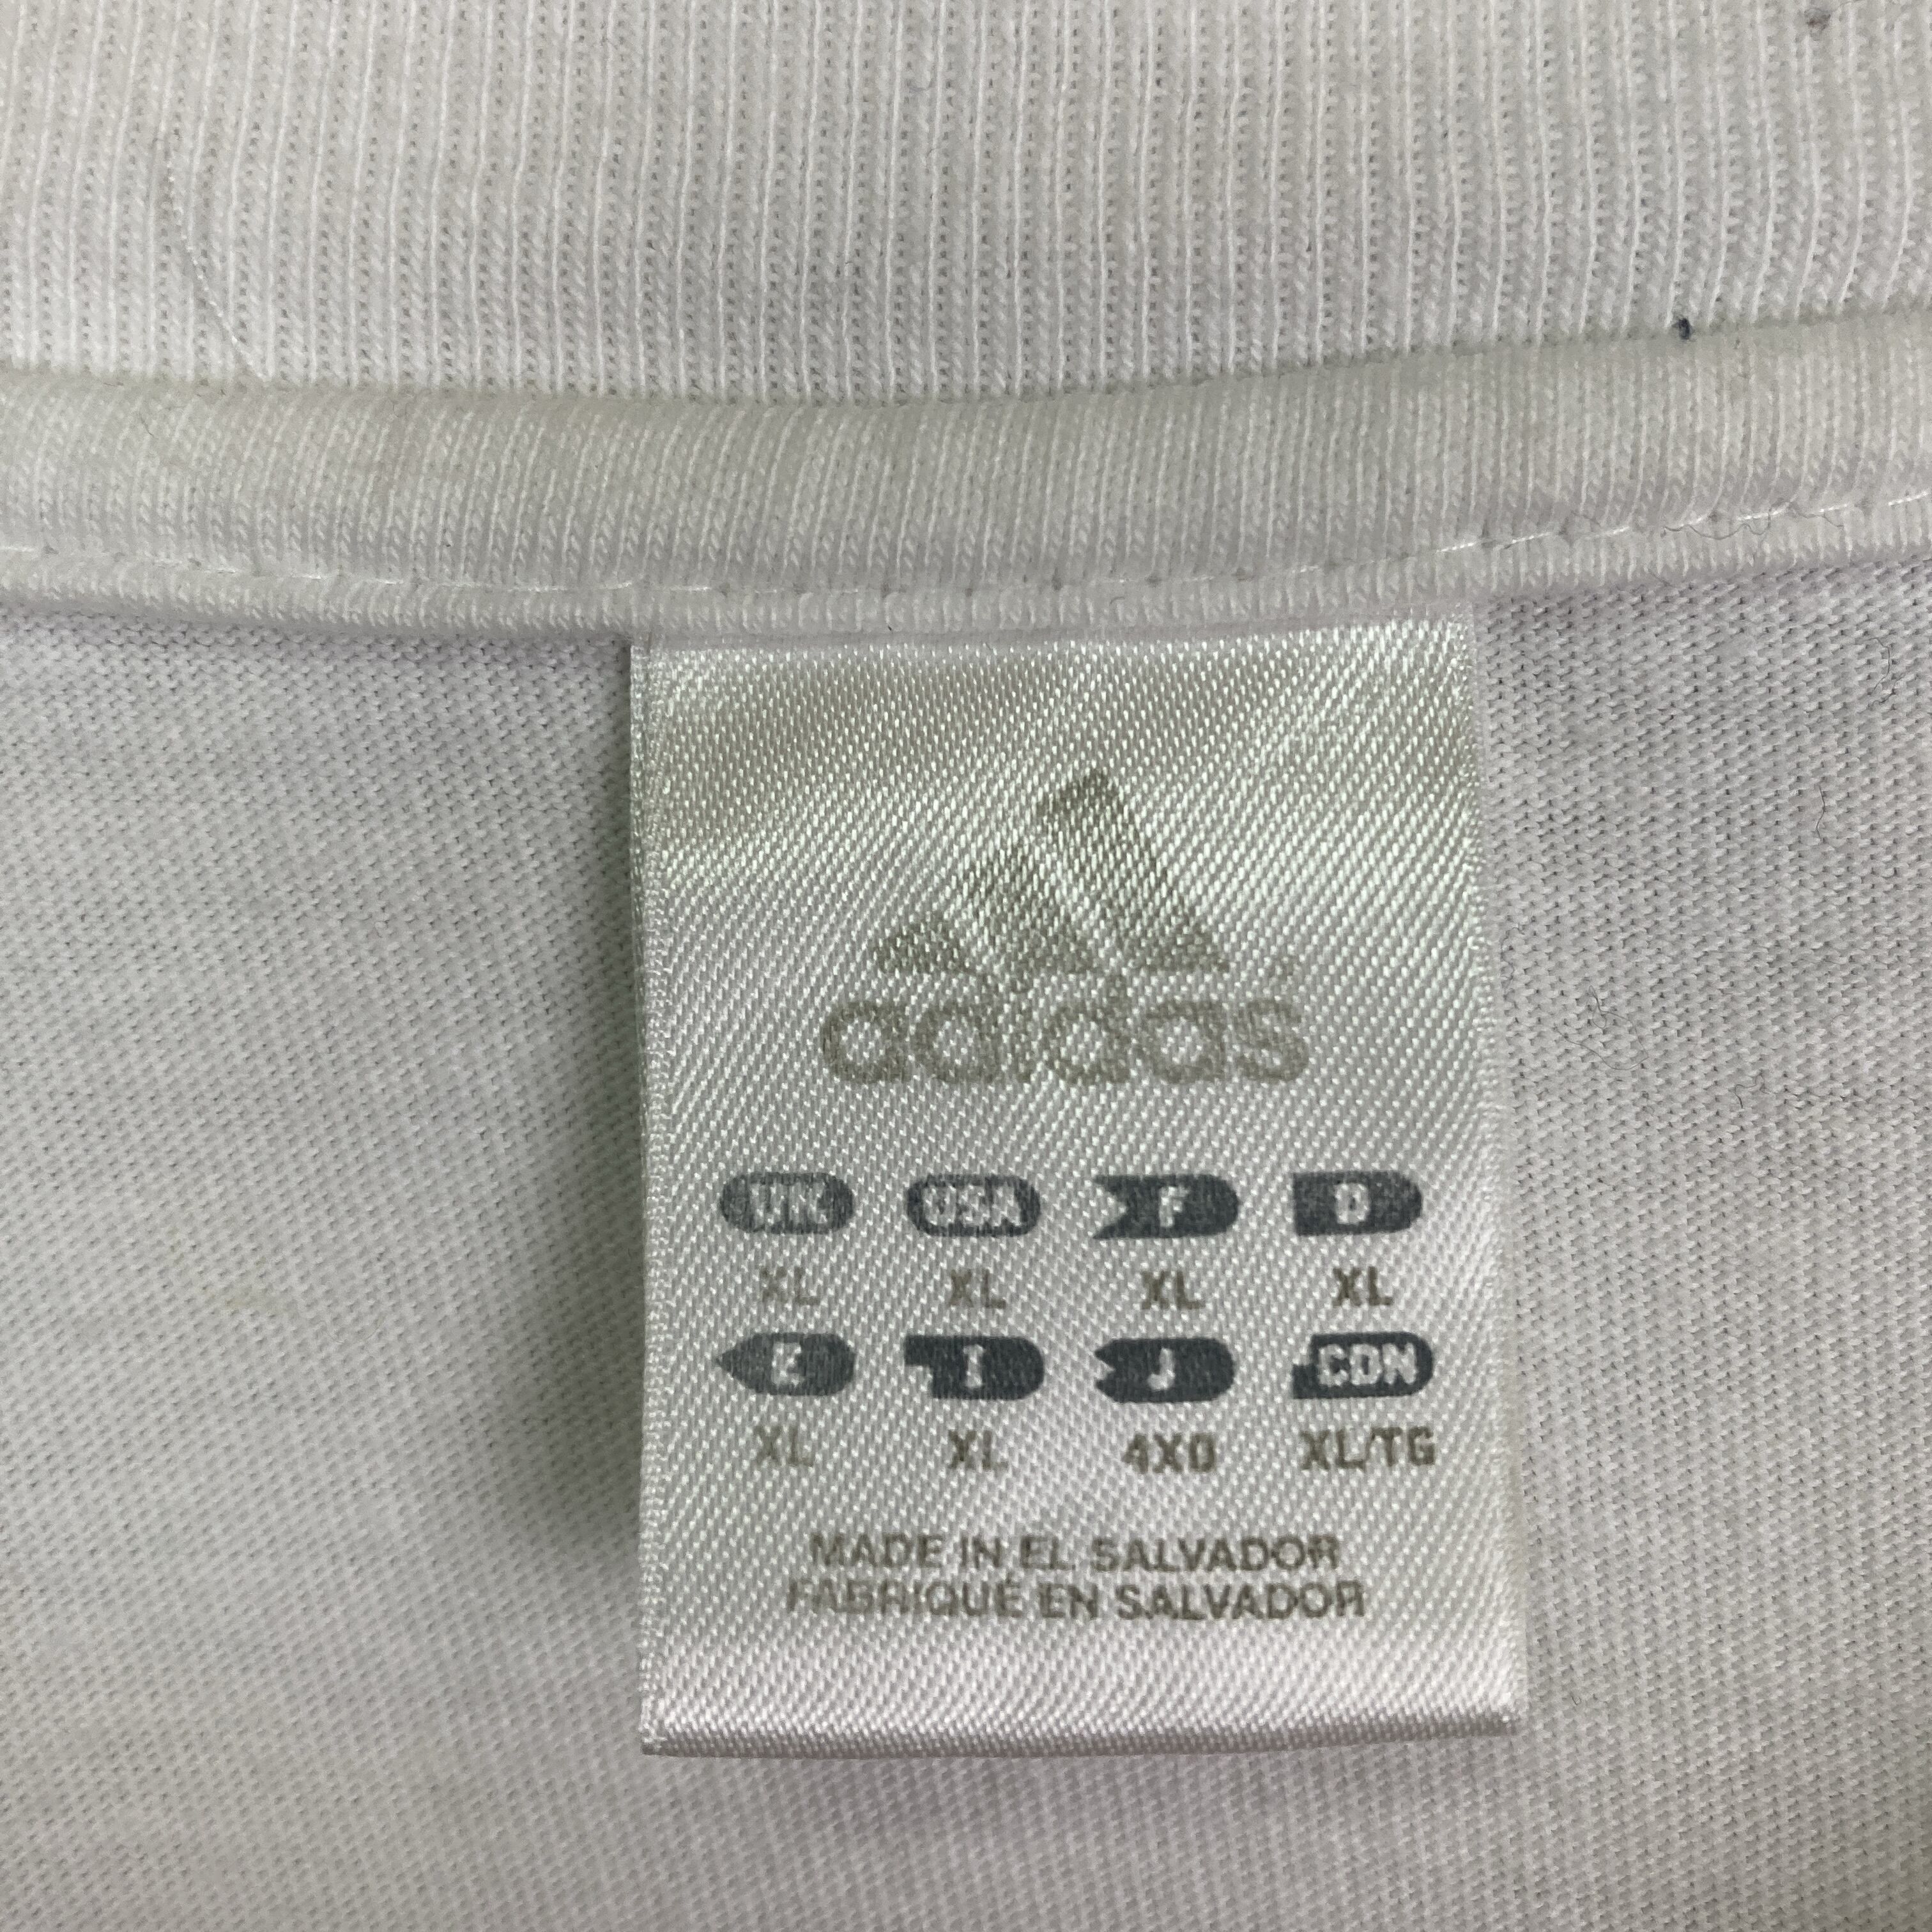 adidas
UK USA F D
XL XL XL XL
E I J CDN
XL XL 4XO XL/TG
MADE IN EL SALVADOR
FABRIQUÉ EN SALVADOR